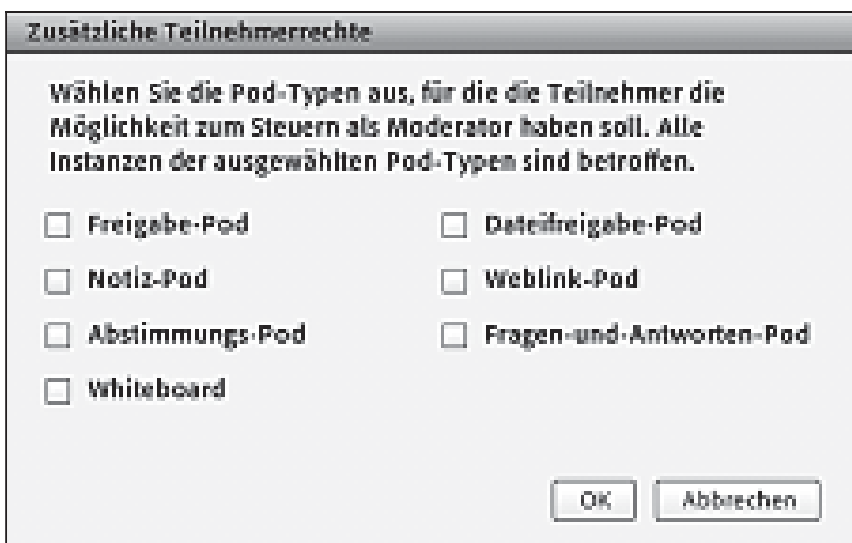 Zusätzliche Teilnehmerrechte
Wählen Sie die Pod-Typen aus, für die die Teilnehmer die
Möglichkeit zum Steuern als Moderator haben soll. Alle
Instanzen der ausgewählten Pod-Typen sind betroffen.
Freigabe-Pod
Dateifreigabe-Pod
Notiz-Pod
Weblink-Pod
Abstimmungs-Pod
Fragen-und-Antworten-Pod
Whiteboard
OK
Abbrechen